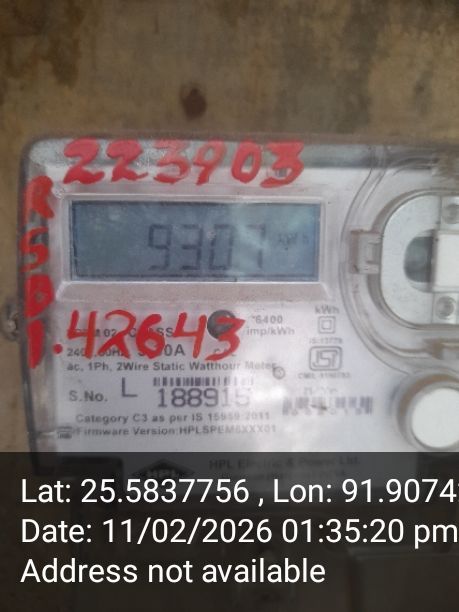 223903
RSD
9307 kWh
1.42643
6400
imp/kWh
kWh
ac, 1Ph, 2Wire Static Watthour Meter
S.No. L 188915
Category C3 as per IS 15959:2011
Firmware Version:HPLSPEM6XXX01
HPL Electric & Power Ltd.
Lat: 25.5837756 , Lon: 91.9074
Date: 11/02/2026 01:35:20 pm
Address not available